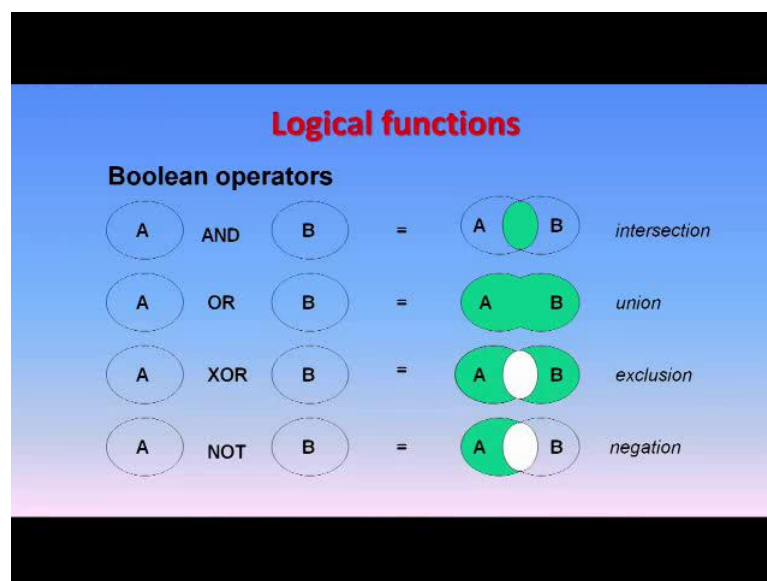 Logical functions
Boolean operators
A AND B = A B intersection
A OR B = A B union
A XOR B = A B exclusion
A NOT B = A B negation